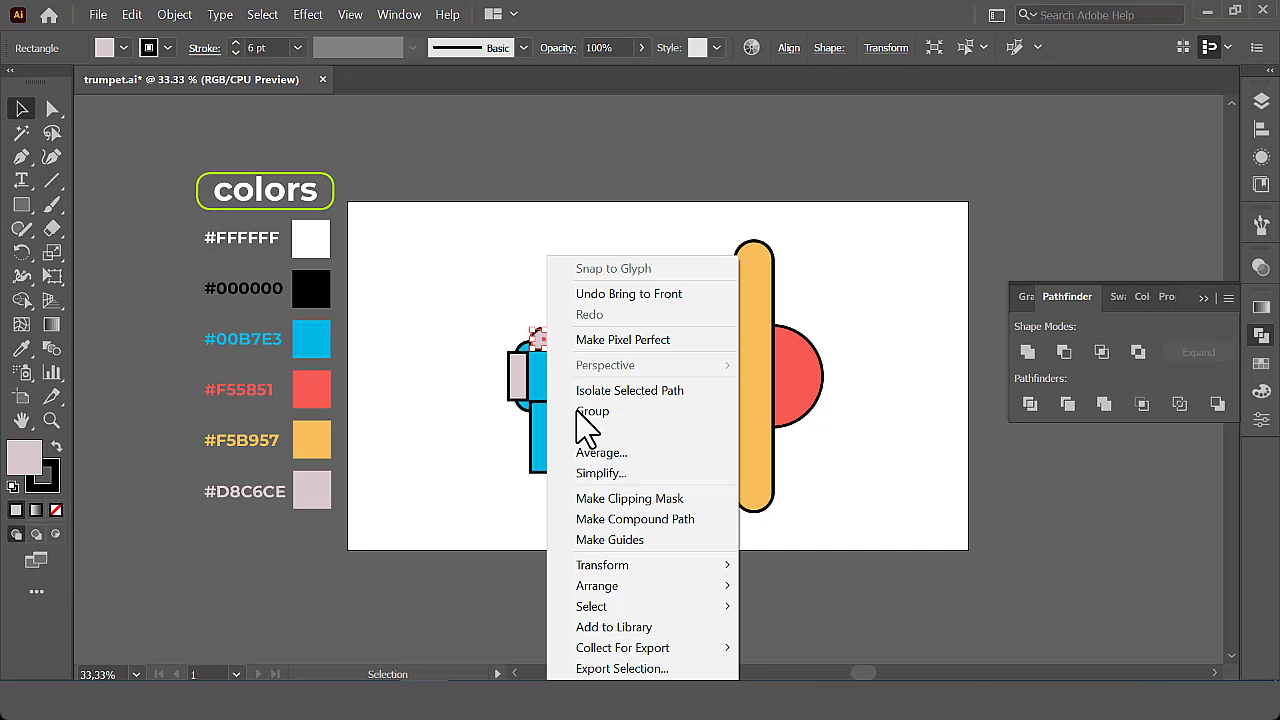 Ai
File
Edit
Object
Type
Select
Effect
View
Window
Help
Search Adobe Help
Rectangle
Stroke:
6 pt
Basic
Opacity:
100%
Style:
Align
Shape:
Transform
trumpet.ai* @ 33.33 % (RGB/CPU Preview)
colors
#FFFFFF
#000000
#00B7E3
#F55851
#F5B957
#D8C6CE
Snap to Glyph
Undo Bring to Front
Redo
Make Pixel Perfect
Perspective
Isolate Selected Path
Group
Average...
Simplify...
Make Clipping Mask
Make Compound Path
Make Guides
Transform
Arrange
Select
Add to Library
Collect For Export
Export Selection...
Gra
Pathfinder
Swa
Col
Pro
Shape Modes:
Expand
Pathfinders:
33,33%
1
Selection